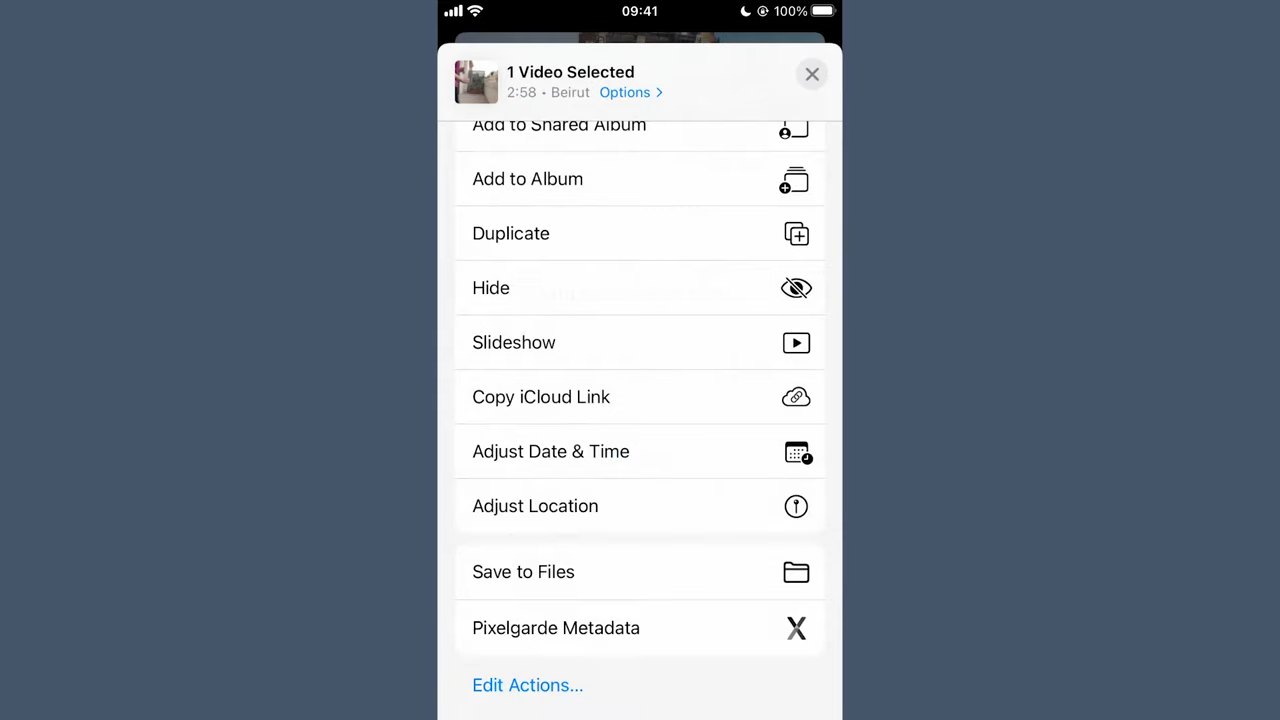 09:41
100%
1 Video Selected
2:58 • Beirut Options >
Add to Shared Album
Add to Album
Duplicate
Hide
Slideshow
Copy iCloud Link
Adjust Date & Time
Adjust Location
Save to Files
Pixelgarde Metadata
Edit Actions...